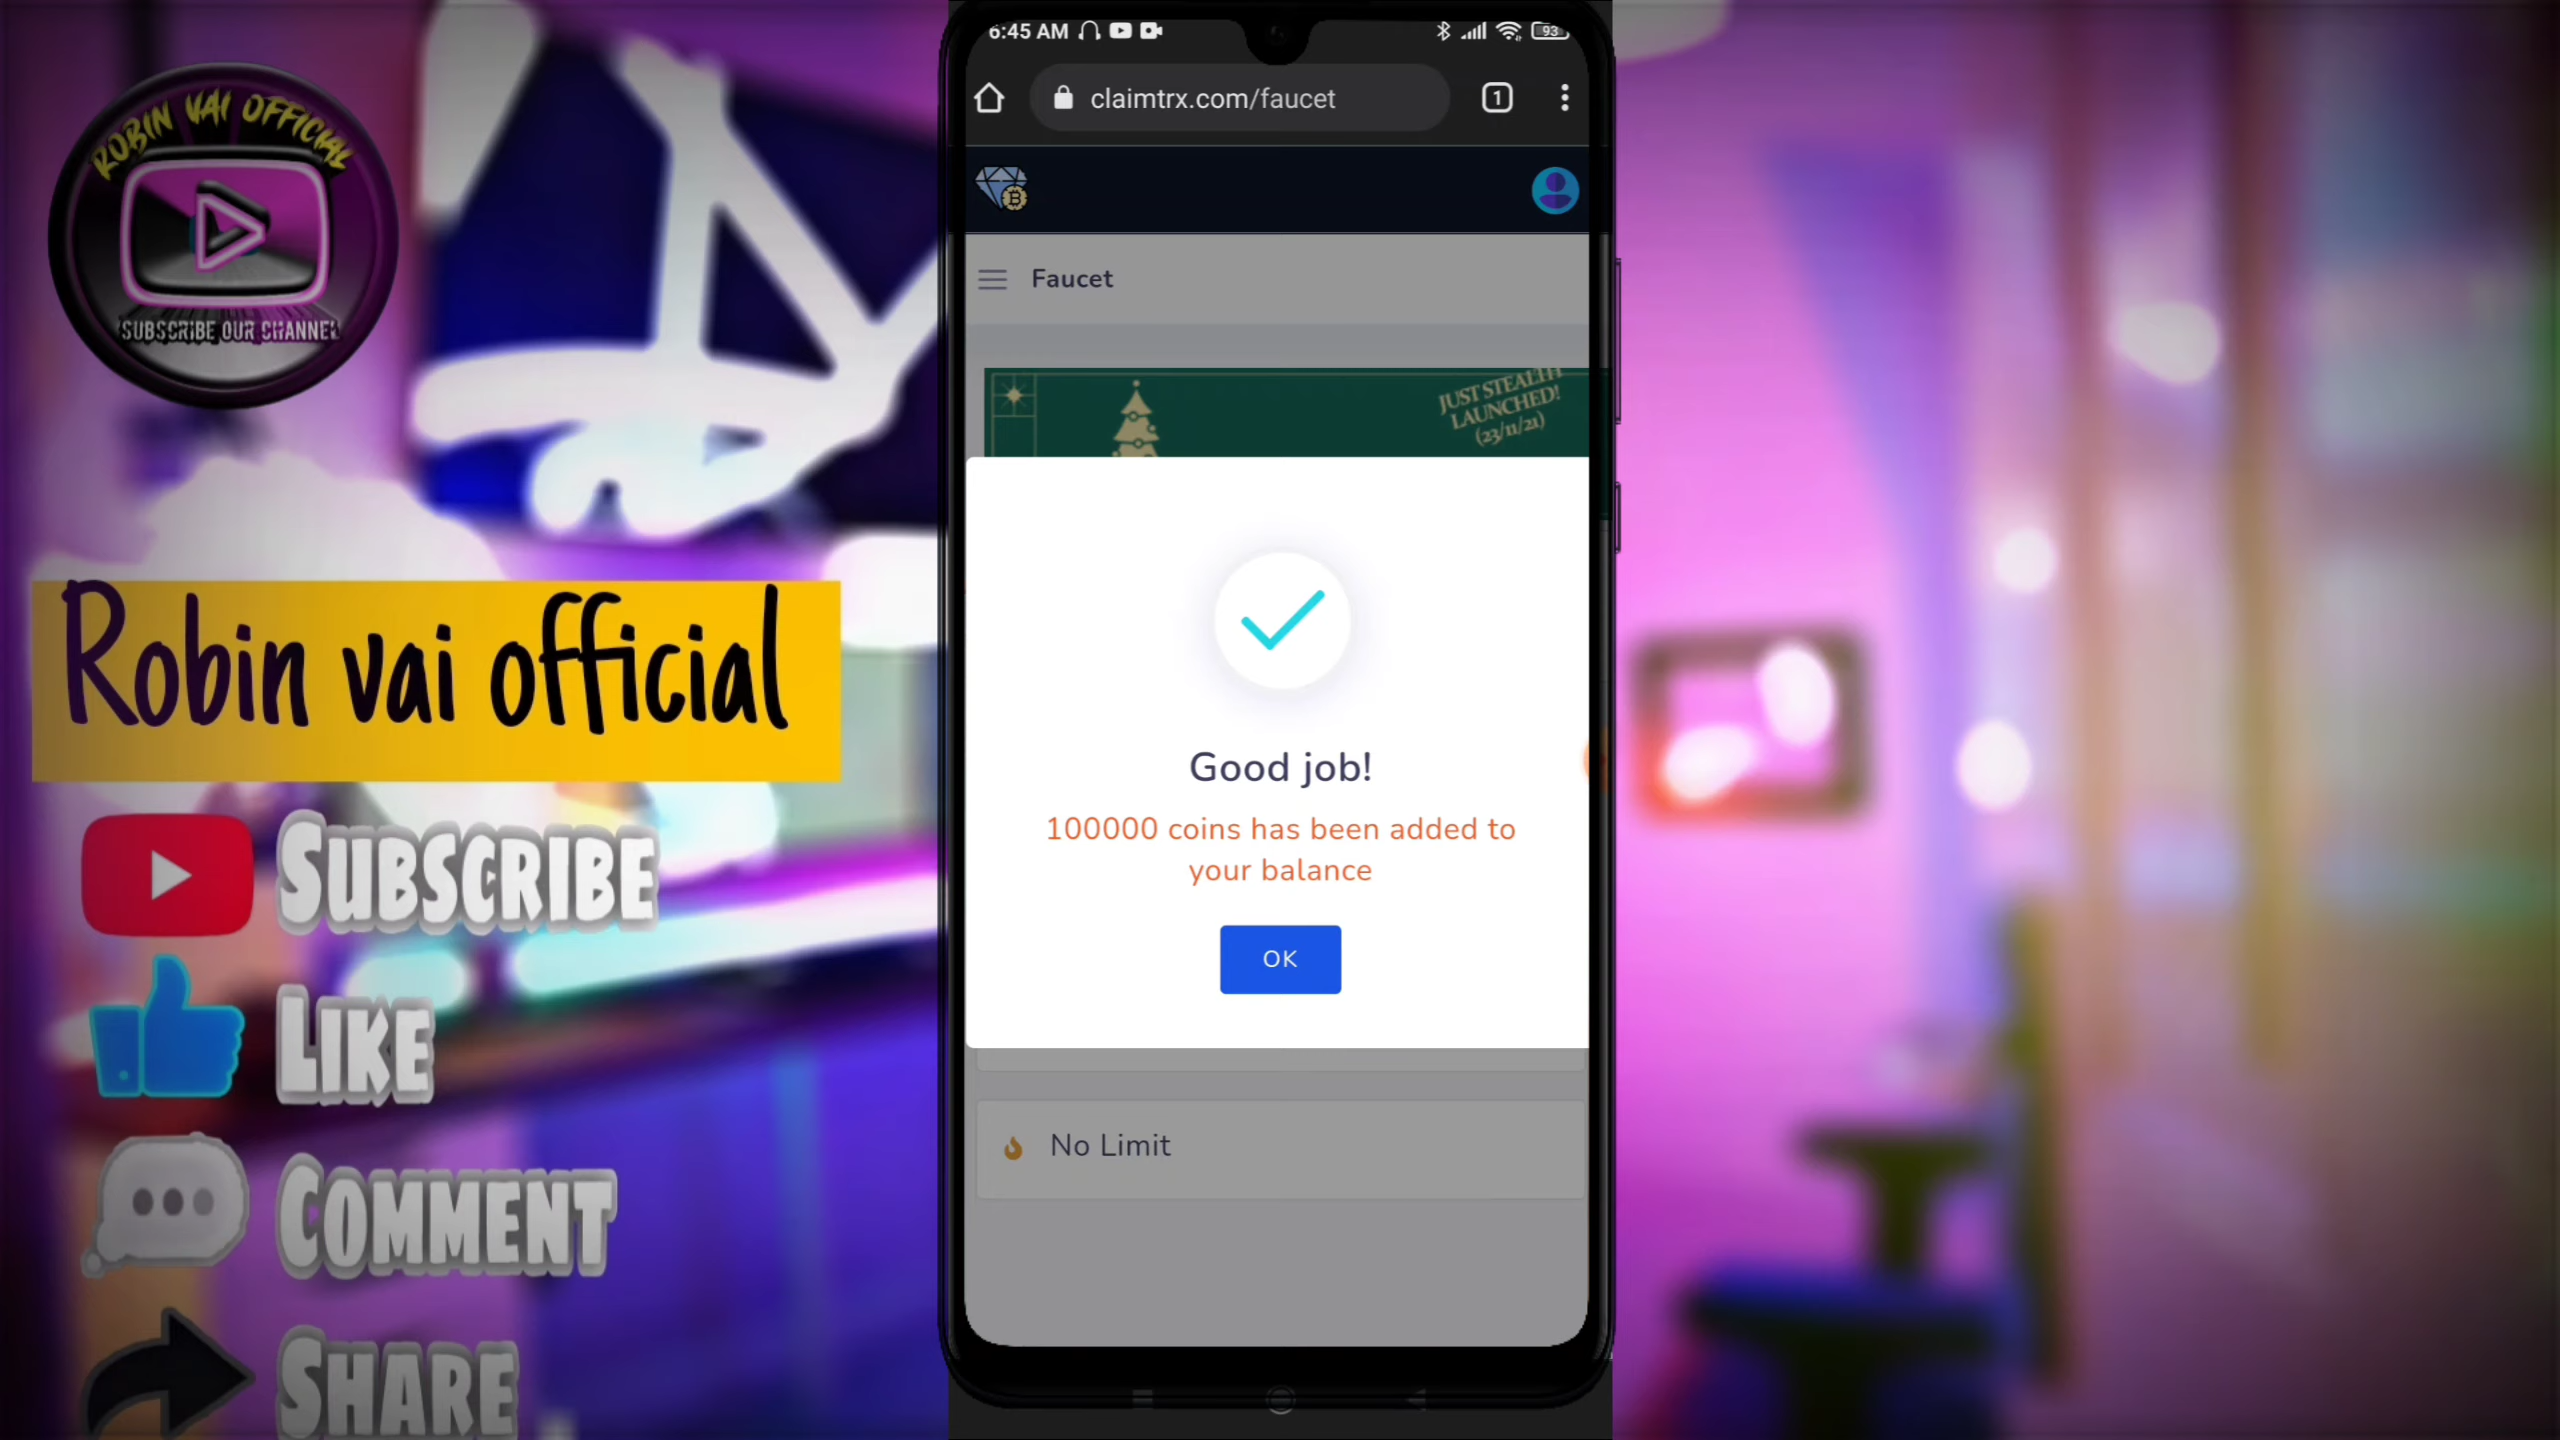 ROBIN VAI OFFICIAL
SUBSCRIBE OUR CHANNEL
Robin vai official
SUBSCRIBE
LIKE
COMMENT
SHARE
6:45 AM
93
claimtrx.com/faucet
1
Faucet
JUST STEALTH
LAUNCHED!
(23/11/21)
Good job!
100000 coins has been added to
your balance
OK
No Limit